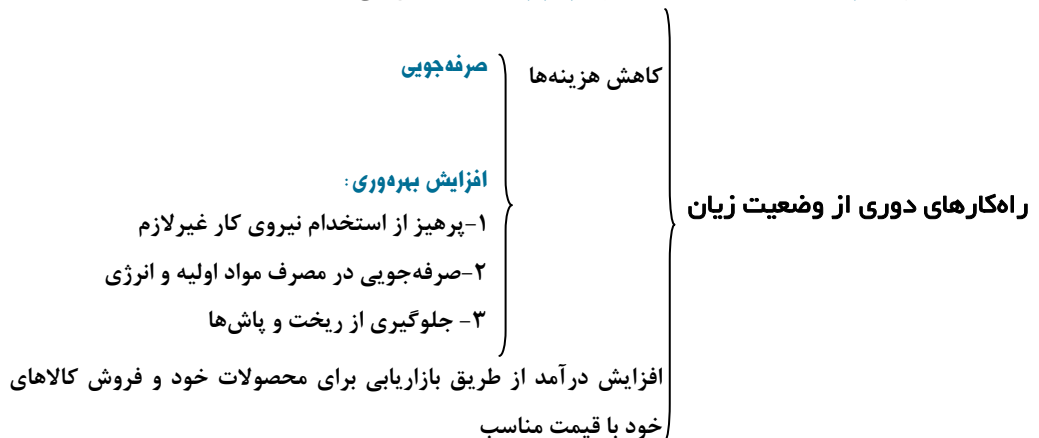 راه‌کارهای دوری از وضعیت زیان
کاهش هزینه‌ها
صرفه‌جویی
افزایش بهره‌وری:
۱-پرهیز از استخدام نیروی کار غیرلازم
۲-صرفه‌جویی در مصرف مواد اولیه و انرژی
۳- جلوگیری از ریخت و پاش‌ها
افزایش درآمد از طریق بازاریابی برای محصولات خود و فروش کالاهای
خود با قیمت مناسب